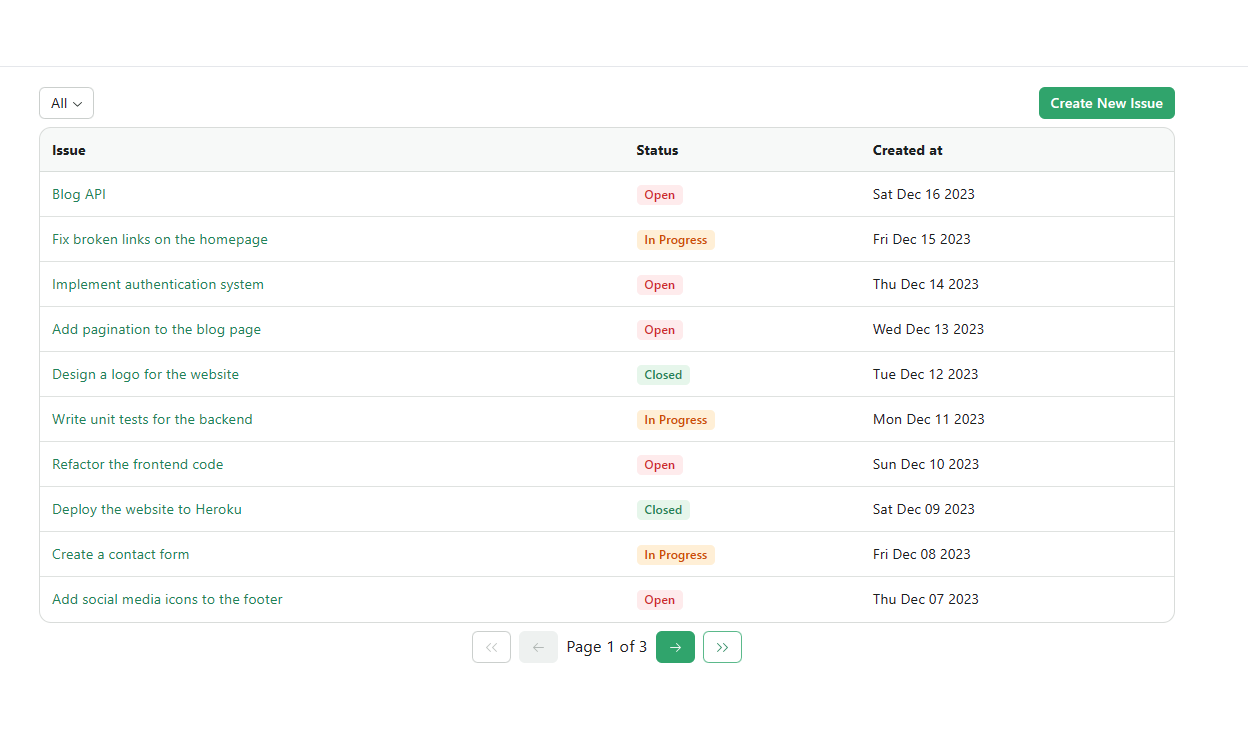 All
Create New Issue
Issue Status Created at
Blog API Open Sat Dec 16 2023
Fix broken links on the homepage In Progress Fri Dec 15 2023
Implement authentication system Open Thu Dec 14 2023
Add pagination to the blog page Open Wed Dec 13 2023
Design a logo for the website Closed Tue Dec 12 2023
Write unit tests for the backend In Progress Mon Dec 11 2023
Refactor the frontend code Open Sun Dec 10 2023
Deploy the website to Heroku Closed Sat Dec 09 2023
Create a contact form In Progress Fri Dec 08 2023
Add social media icons to the footer Open Thu Dec 07 2023
Page 1 of 3